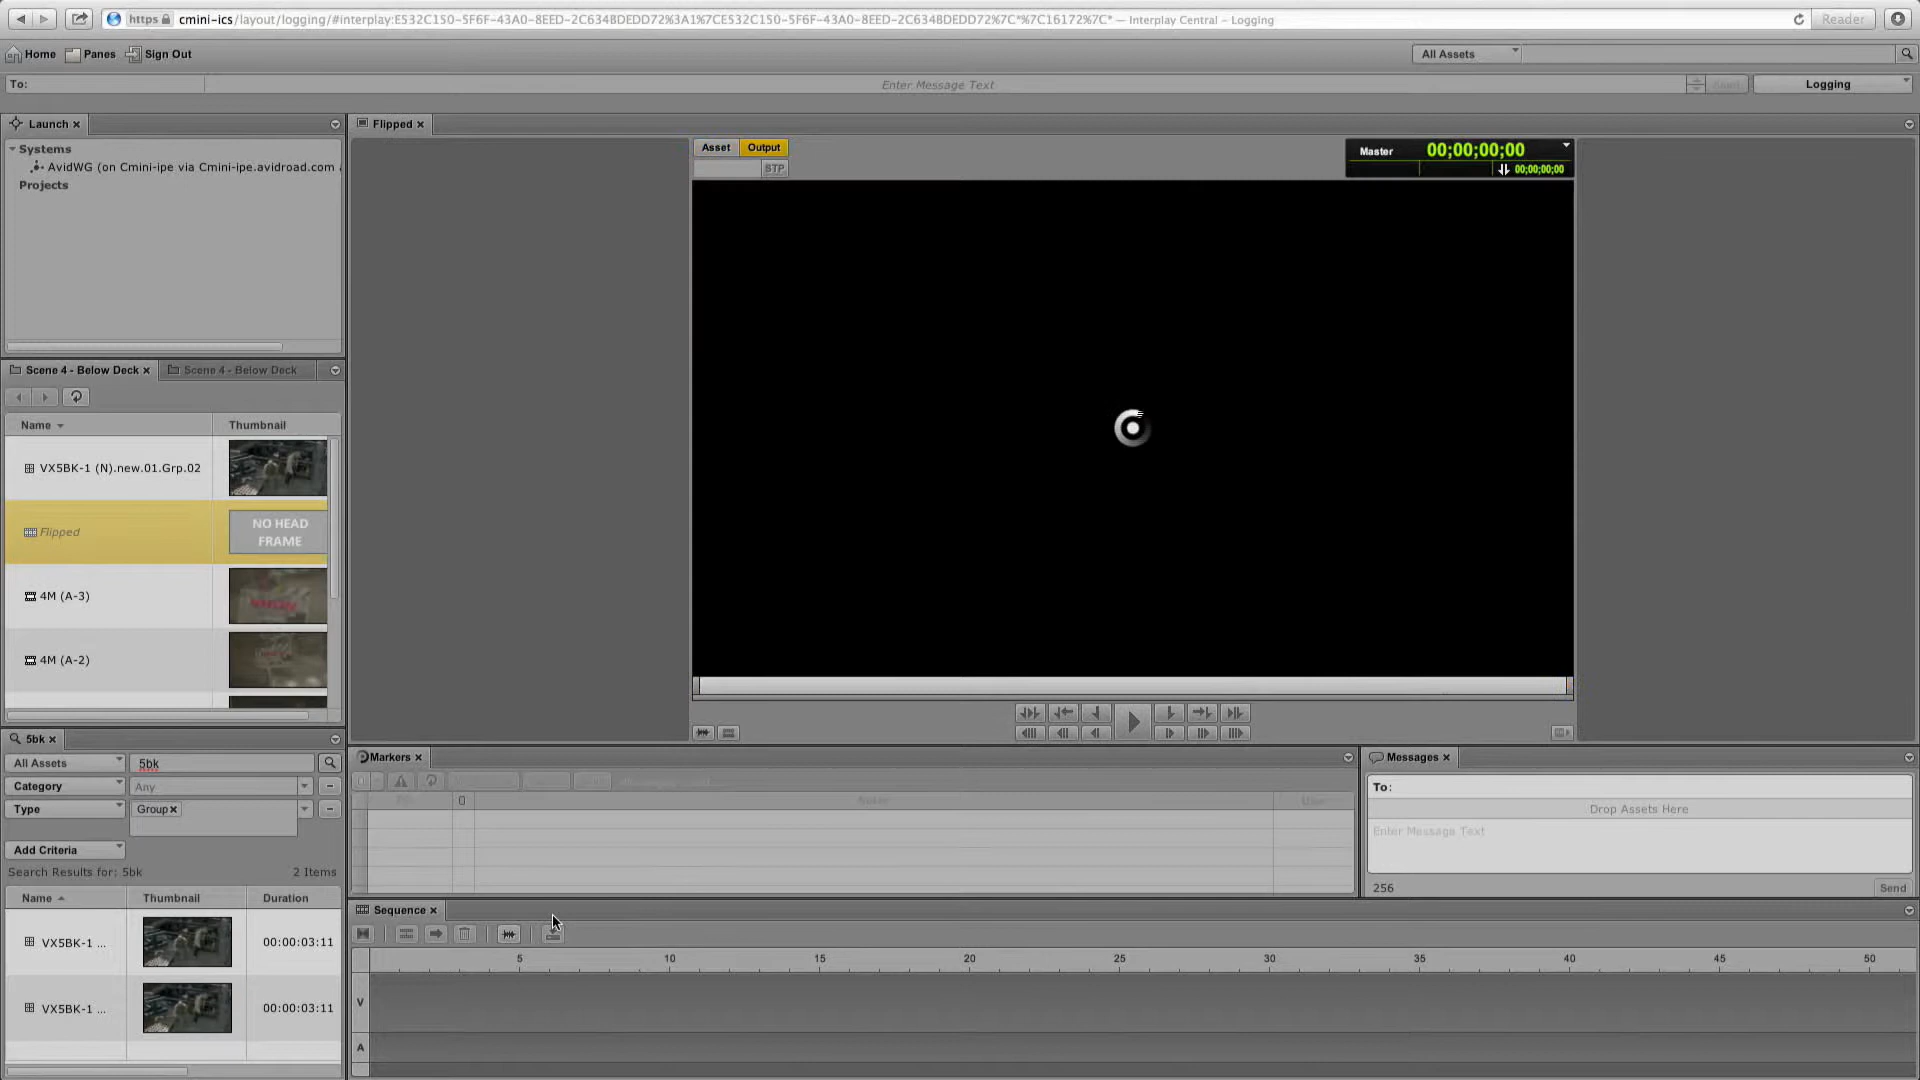 https cmini-ics/layout/logging/#interplay:E532C150-5F6F-43A0-8EED-2C634BDEDD72%3A1%7CE532C150-5F6F-43A0-8EED-2C634BDEDD72%7C*%7C16172%7C* — Interplay Central – Logging
Reader
Home Panes Sign Out
All Assets
To:
Enter Message Text
Logging
Launch
Systems
AvidWG (on Cmini-ipe via Cmini-ipe.avidroad.com
Projects
Flipped
Asset Output
STP
Master 00;00;00;00
00;00;00;00
Scene 4 - Below Deck
Scene 4 - Below Deck
Name Thumbnail
VX5BK-1 (N).new.01.Grp.02
Flipped
NO HEAD
FRAME
4M (A-3)
4M (A-2)
5bk
All Assets 5bk
Category Any
Type Group
Add Criteria
Search Results for: 5bk 2 Items
Name Thumbnail Duration
VX5BK-1 ... 00:00:03:11
VX5BK-1 ... 00:00:03:11
Markers
Messages
To:
Drop Assets Here
Enter Message Text
256 Send
Sequence
5 10 15 20 25 30 35 40 45 50
V
A